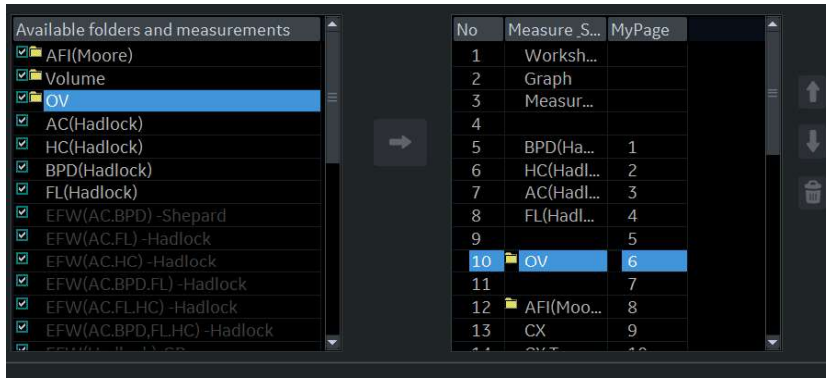 Available folders and measurements
AFI(Moore)
Volume
OV
AC(Hadlock)
HC(Hadlock)
BPD(Hadlock)
FL(Hadlock)
EFW(AC.BPD) -Shepard
EFW(AC.FL) -Hadlock
EFW(AC.HC) -Hadlock
EFW(AC.BPD.FL) -Hadlock
EFW(AC.FL.HC) -Hadlock
EFW(AC.BPD,FL.HC) -Hadlock
No Measure_S... MyPage
1 Worksh...
2 Graph
3 Measur...
4
5 BPD(Ha... 1
6 HC(Hadl... 2
7 AC(Hadl... 3
8 FL(Hadl... 4
9 5
10 OV 6
11 7
12 AFI(Moo... 8
13 CX 9